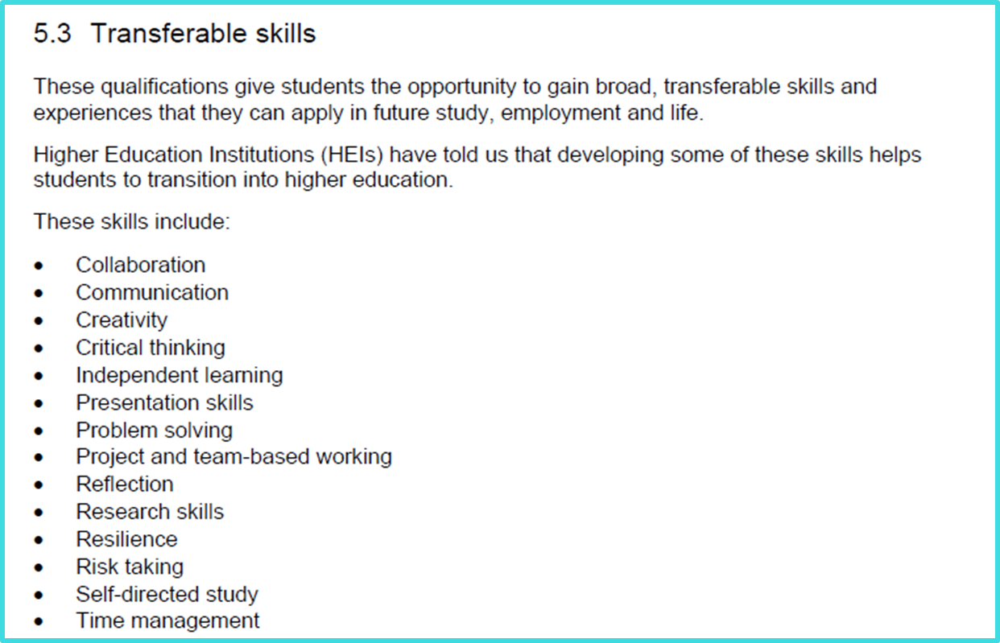 5.3 Transferable skills
These qualifications give students the opportunity to gain broad, transferable skills and
experiences that they can apply in future study, employment and life.
Higher Education Institutions (HEIs) have told us that developing some of these skills helps
students to transition into higher education.
These skills include:
• Collaboration
• Communication
• Creativity
• Critical thinking
• Independent learning
• Presentation skills
• Problem solving
• Project and team-based working
• Reflection
• Research skills
• Resilience
• Risk taking
• Self-directed study
• Time management